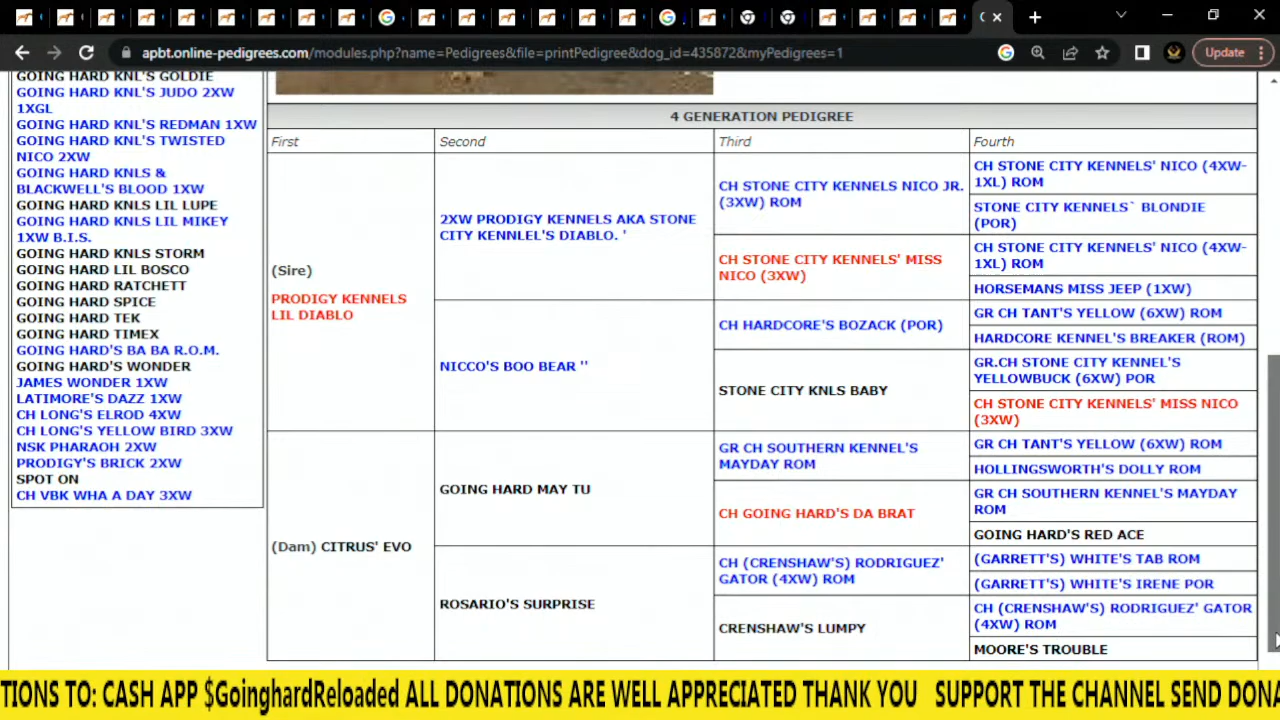 Update
apbt.online-pedigrees.com/modules.php?name=Pedigrees&file=printPedigree&dog_id=435872&myPedigrees=1
GOING HARD KNL'S GOLDIE
GOING HARD KNL'S JUDO 2XW
1XGL
GOING HARD KNL'S REDMAN 1XW
GOING HARD KNL'S TWISTED
NICO 2XW
GOING HARD KNLS &
BLACKWELL'S BLOOD 1XW
GOING HARD KNLS LIL LUPE
GOING HARD KNLS LIL MIKEY
1XW B.I.S.
GOING HARD KNLS STORM
GOING HARD LIL BOSCO
GOING HARD RATCHETT
GOING HARD SPICE
GOING HARD TEK
GOING HARD TIMEX
GOING HARD'S BA BA R.O.M.
GOING HARD'S WONDER
JAMES WONDER 1XW
LATIMORE'S DAZZ 1XW
CH LONG'S ELROD 4XW
CH LONG'S YELLOW BIRD 3XW
NSK PHARAOH 2XW
PRODIGY'S BRICK 2XW
SPOT ON
CH VBK WHA A DAY 3XW
4 GENERATION PEDIGREE
First
Second
Third
Fourth
(Sire)
PRODIGY KENNELS
LIL DIABLO
(Dam) CITRUS' EVO
2XW PRODIGY KENNELS AKA STONE
CITY KENNLEL'S DIABLO. '
NICCO'S BOO BEAR ''
GOING HARD MAY TU
ROSARIO'S SURPRISE
CH STONE CITY KENNELS NICO JR.
(3XW) ROM
CH STONE CITY KENNELS' MISS
NICO (3XW)
CH HARDCORE'S BOZACK (POR)
STONE CITY KNLS BABY
GR CH SOUTHERN KENNEL'S
MAYDAY ROM
CH GOING HARD'S DA BRAT
CH (CRENSHAW'S) RODRIGUEZ'
GATOR (4XW) ROM
CRENSHAW'S LUMPY
CH STONE CITY KENNELS' NICO (4XW-
1XL) ROM
STONE CITY KENNELS` BLONDIE
(POR)
CH STONE CITY KENNELS' NICO (4XW-
1XL) ROM
HORSEMANS MISS JEEP (1XW)
GR CH TANT'S YELLOW (6XW) ROM
HARDCORE KENNEL'S BREAKER (ROM)
GR.CH STONE CITY KENNEL'S
YELLOWBUCK (6XW) POR
CH STONE CITY KENNELS' MISS NICO
(3XW)
GR CH TANT'S YELLOW (6XW) ROM
HOLLINGSWORTH'S DOLLY ROM
GR CH SOUTHERN KENNEL'S MAYDAY
ROM
GOING HARD'S RED ACE
(GARRETT'S) WHITE'S TAB ROM
(GARRETT'S) WHITE'S IRENE POR
CH (CRENSHAW'S) RODRIGUEZ' GATOR
(4XW) ROM
MOORE'S TROUBLE
TIONS TO: CASH APP $GoinghardReloaded ALL DONATIONS ARE WELL APPRECIATED THANK YOU SUPPORT THE CHANNEL SEND DONA